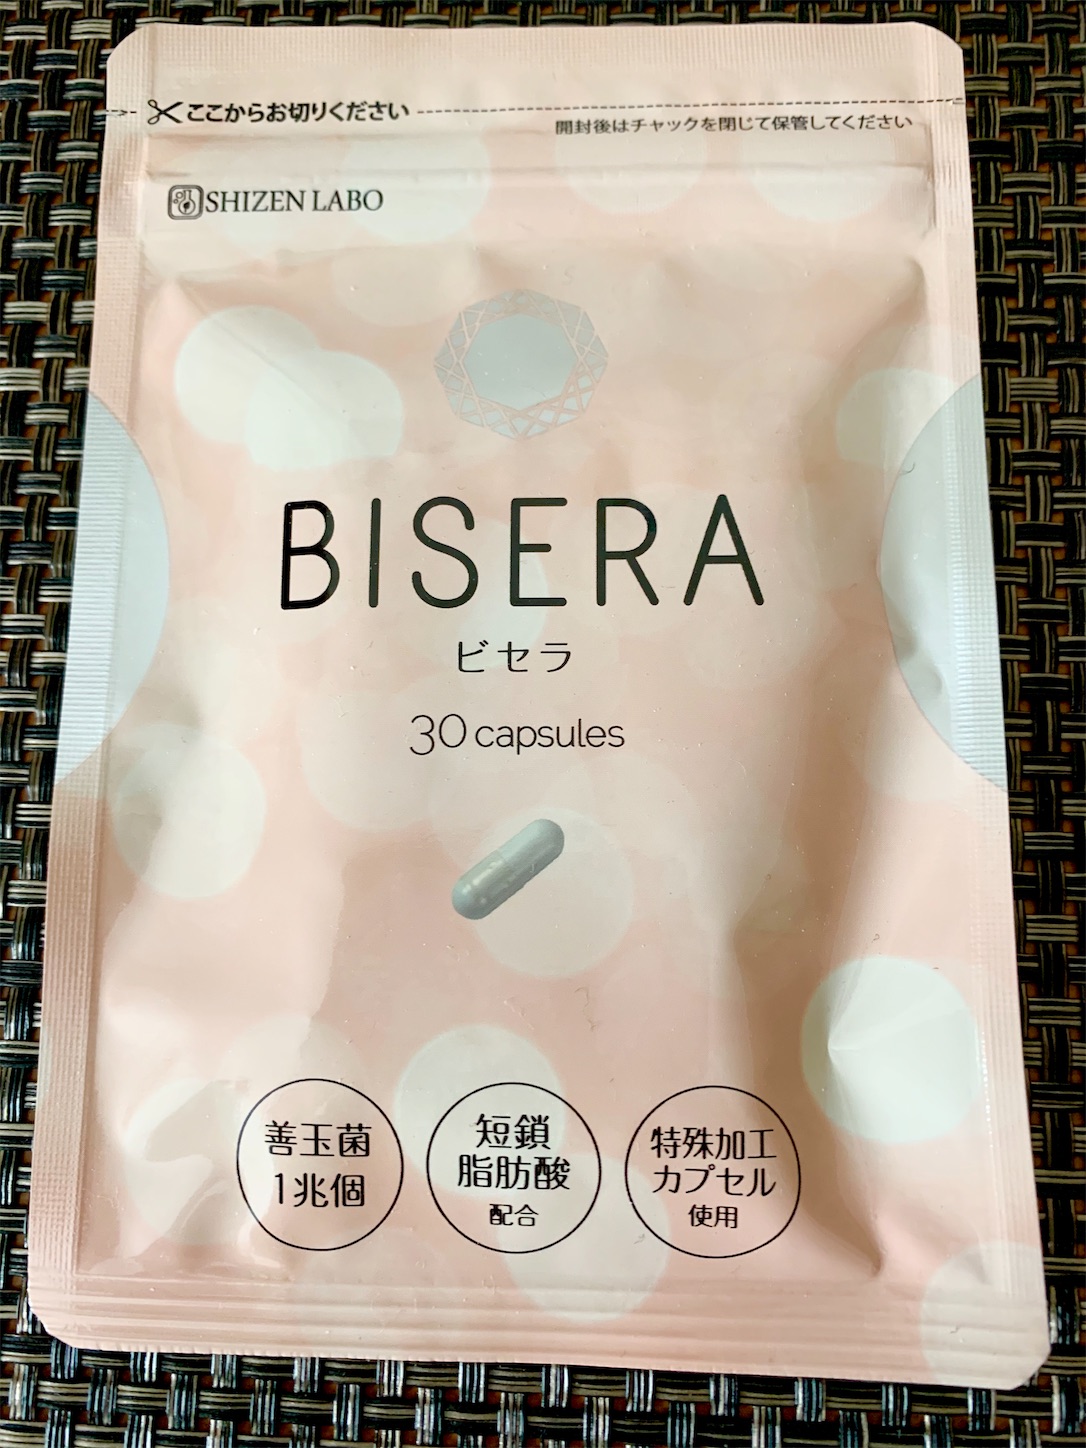 ここからお切りください
開封後はチャックを閉じて保管してください
SHIZEN LABO
BISERA
ビセラ
30 capsules
善玉菌
1兆個
短鎖
脂肪酸
配合
特殊加工
カプセル
使用